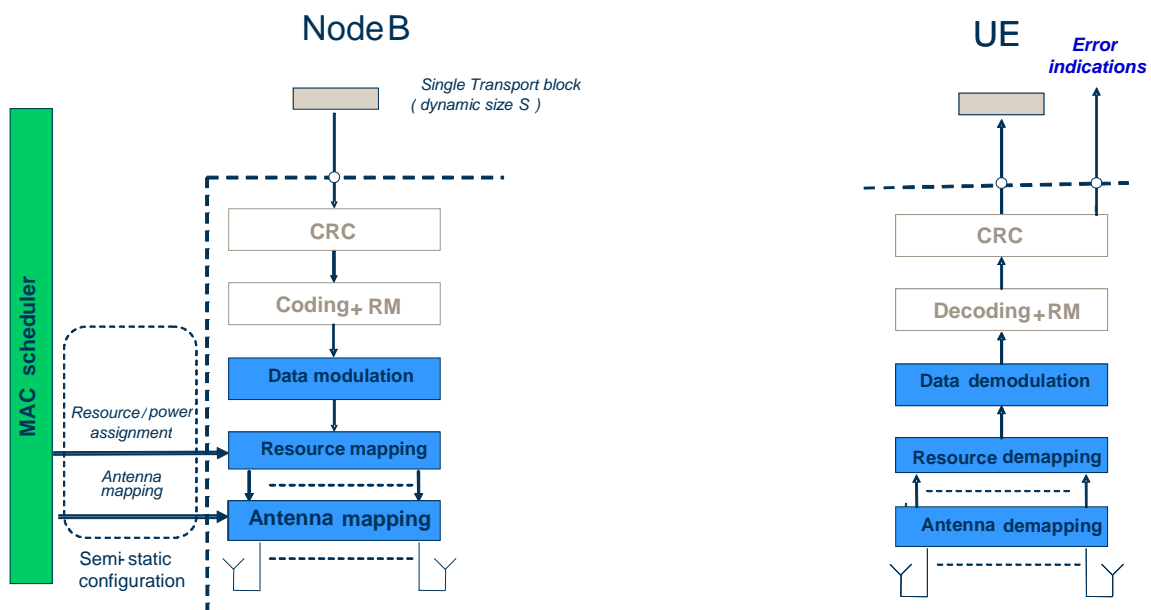 NodeB
UE
Error
indications
Single Transport block
( dynamic size S )
CRC
CRC
Coding+ RM
Decoding+RM
MAC scheduler
Data modulation
Data demodulation
Resource/power
assignment
Resource mapping
Resource demapping
Antenna
mapping
Antenna mapping
Antenna demapping
Semi-static
configuration